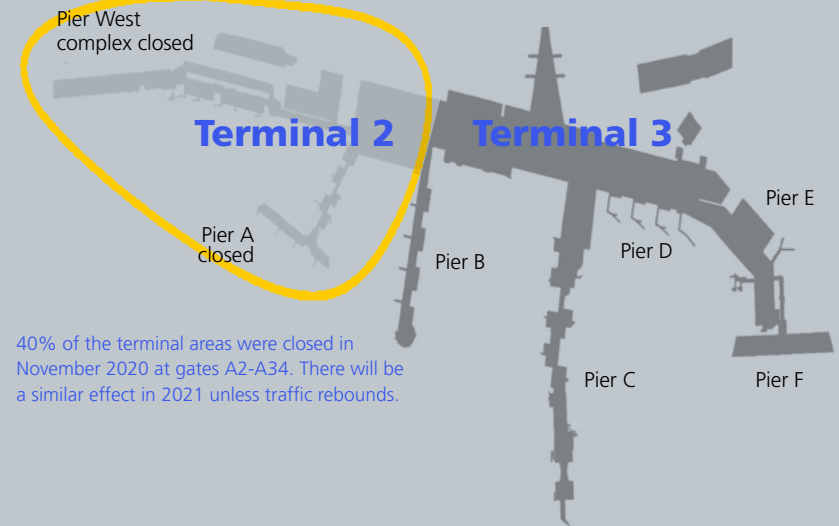 Pier West
complex closed
Terminal 2
Terminal 3
Pier E
Pier A
closed
Pier B
Pier D
40% of the terminal areas were closed in
November 2020 at gates A2-A34. There will be
a similar effect in 2021 unless traffic rebounds.
Pier C
Pier F